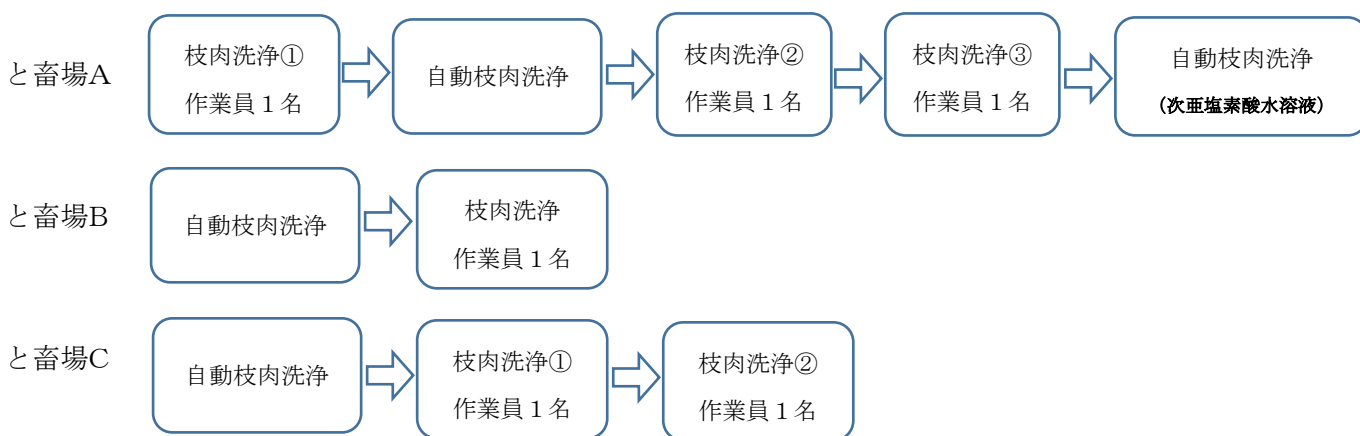 と畜場A
枝肉洗浄①
作業員１名
自動枝肉洗浄
枝肉洗浄②
作業員１名
枝肉洗浄③
作業員１名
自動枝肉洗浄
(次亜塩素酸水溶液)
と畜場B
自動枝肉洗浄
枝肉洗浄
作業員１名
と畜場C
自動枝肉洗浄
枝肉洗浄①
作業員１名
枝肉洗浄②
作業員１名